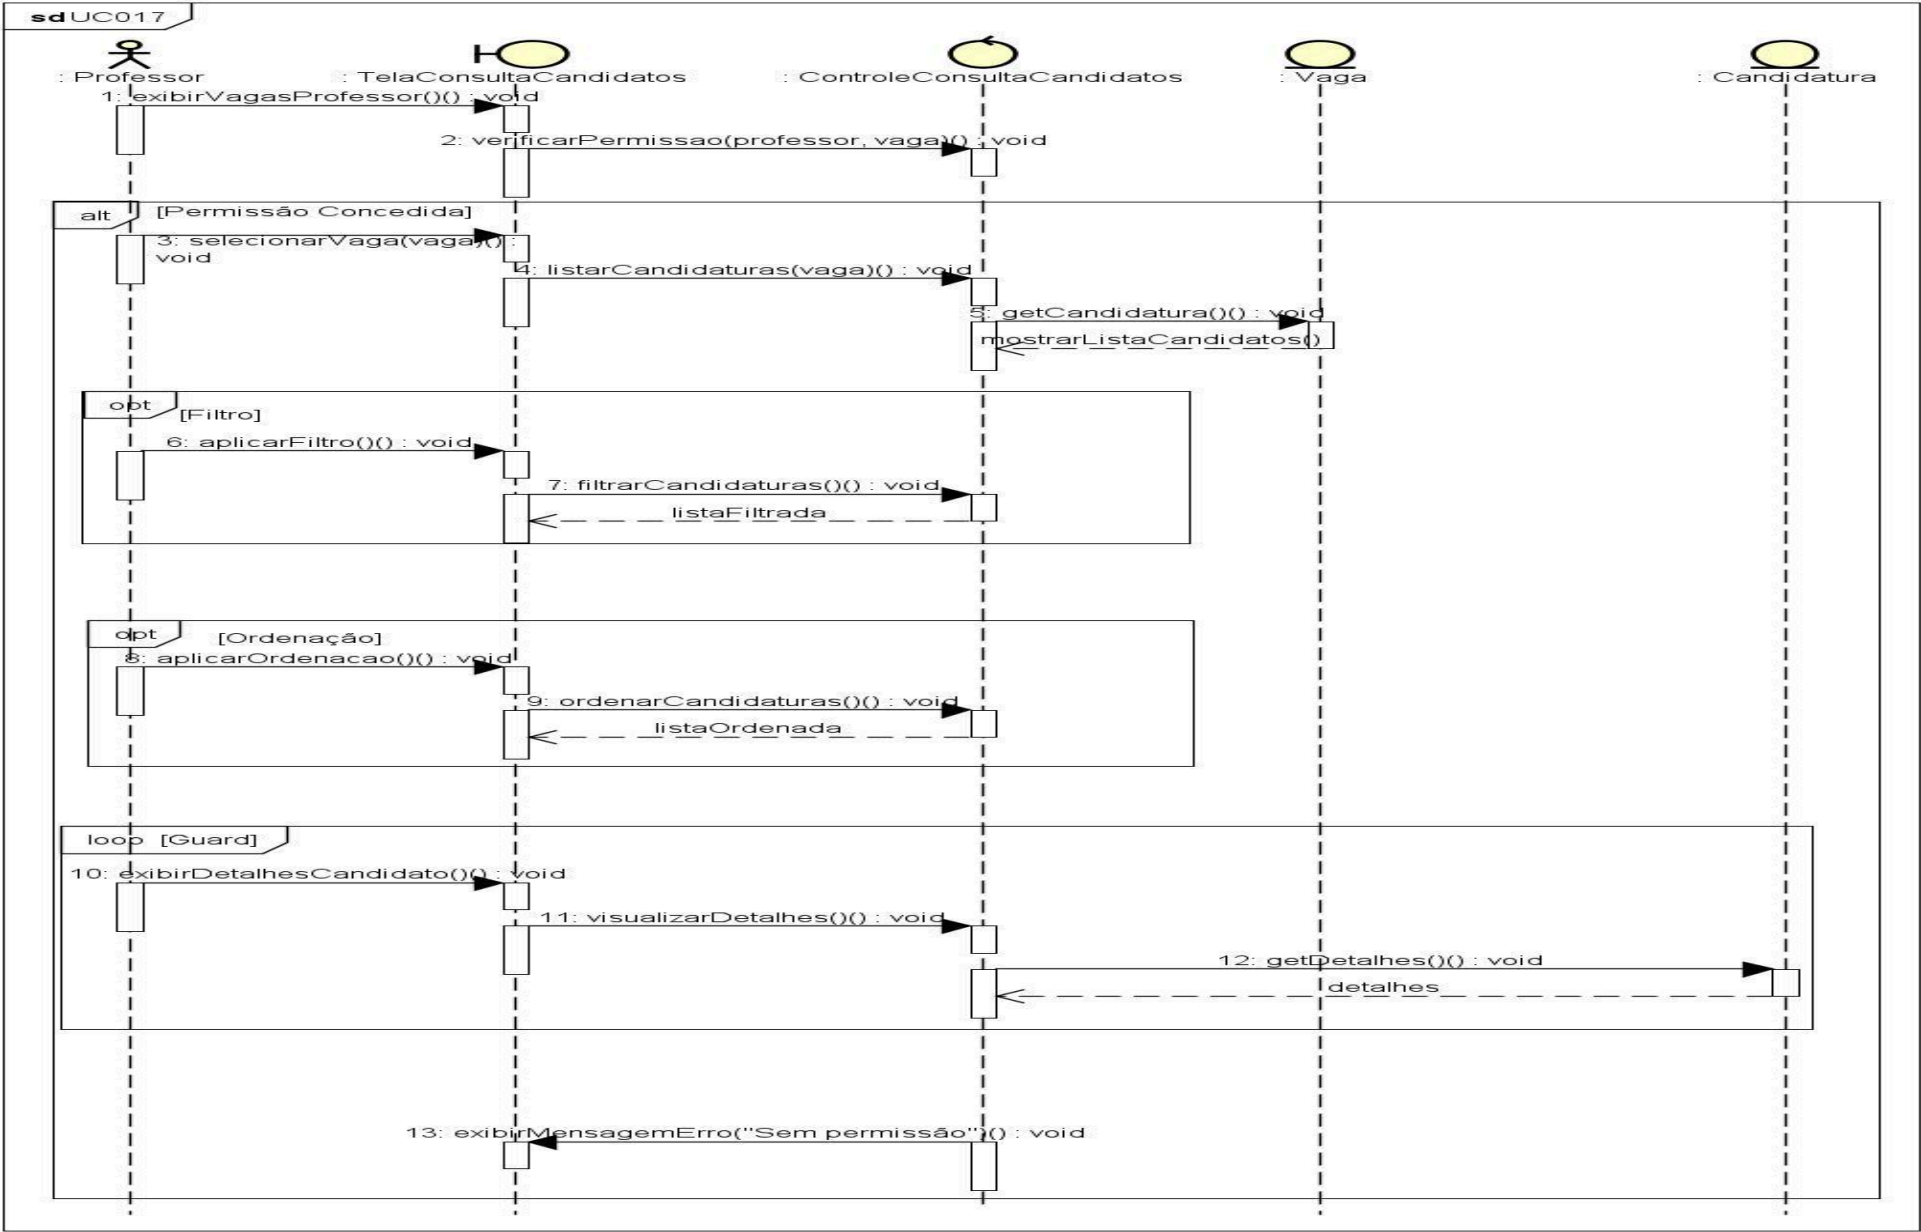 sd UC017
: Professor
: TelaConsultaCandidatos
: ControleConsultaCandidatos
: Vaga
: Candidatura
1: exibirVagasProfessor()() : void
2: verificarPermissao(professor, vaga)() : void
alt
[Permissão Concedida]
3: selecionarVaga(vaga)() :
void
4: listarCandidaturas(vaga)() : void
5: getCandidatura()() : void
mostrarListaCandidatos()
opt
[Filtro]
6: aplicarFiltro()() : void
7: filtrarCandidaturas()() : void
listaFiltrada
opt
[Ordenação]
8: aplicarOrdenacao()() : void
9: ordenarCandidaturas()() : void
listaOrdenada
loop [Guard]
10: exibirDetalhesCandidato()() : void
11: visualizarDetalhes()() : void
12: getDetalhes()() : void
detalhes
13: exibirMensagemErro("Sem permissão")() : void